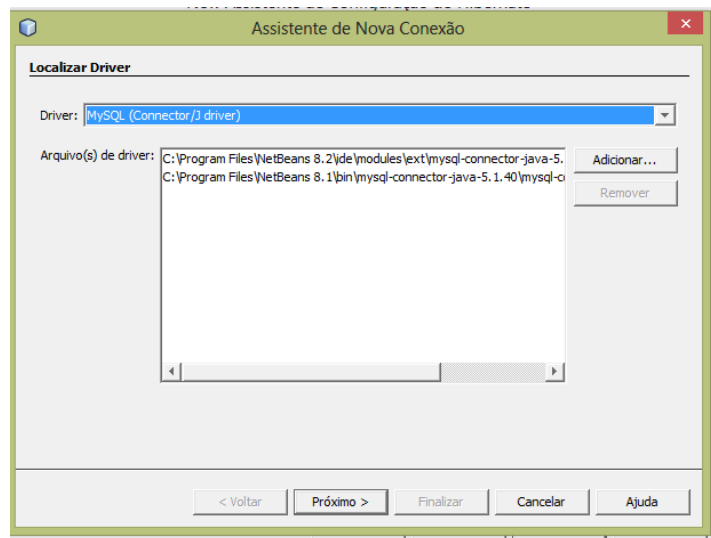 Assistente de Nova Conexão
Localizar Driver
Driver: MySQL (Connector/J driver)
Arquivo(s) de driver:
C:\Program Files\NetBeans 8.2\ide\modules\ext\mysql-connector-java-5.
C:\Program Files\NetBeans 8.1\bin\mysql-connector-java-5.1.40\mysql-c
Adicionar...
Remover
< Voltar
Próximo >
Finalizar
Cancelar
Ajuda